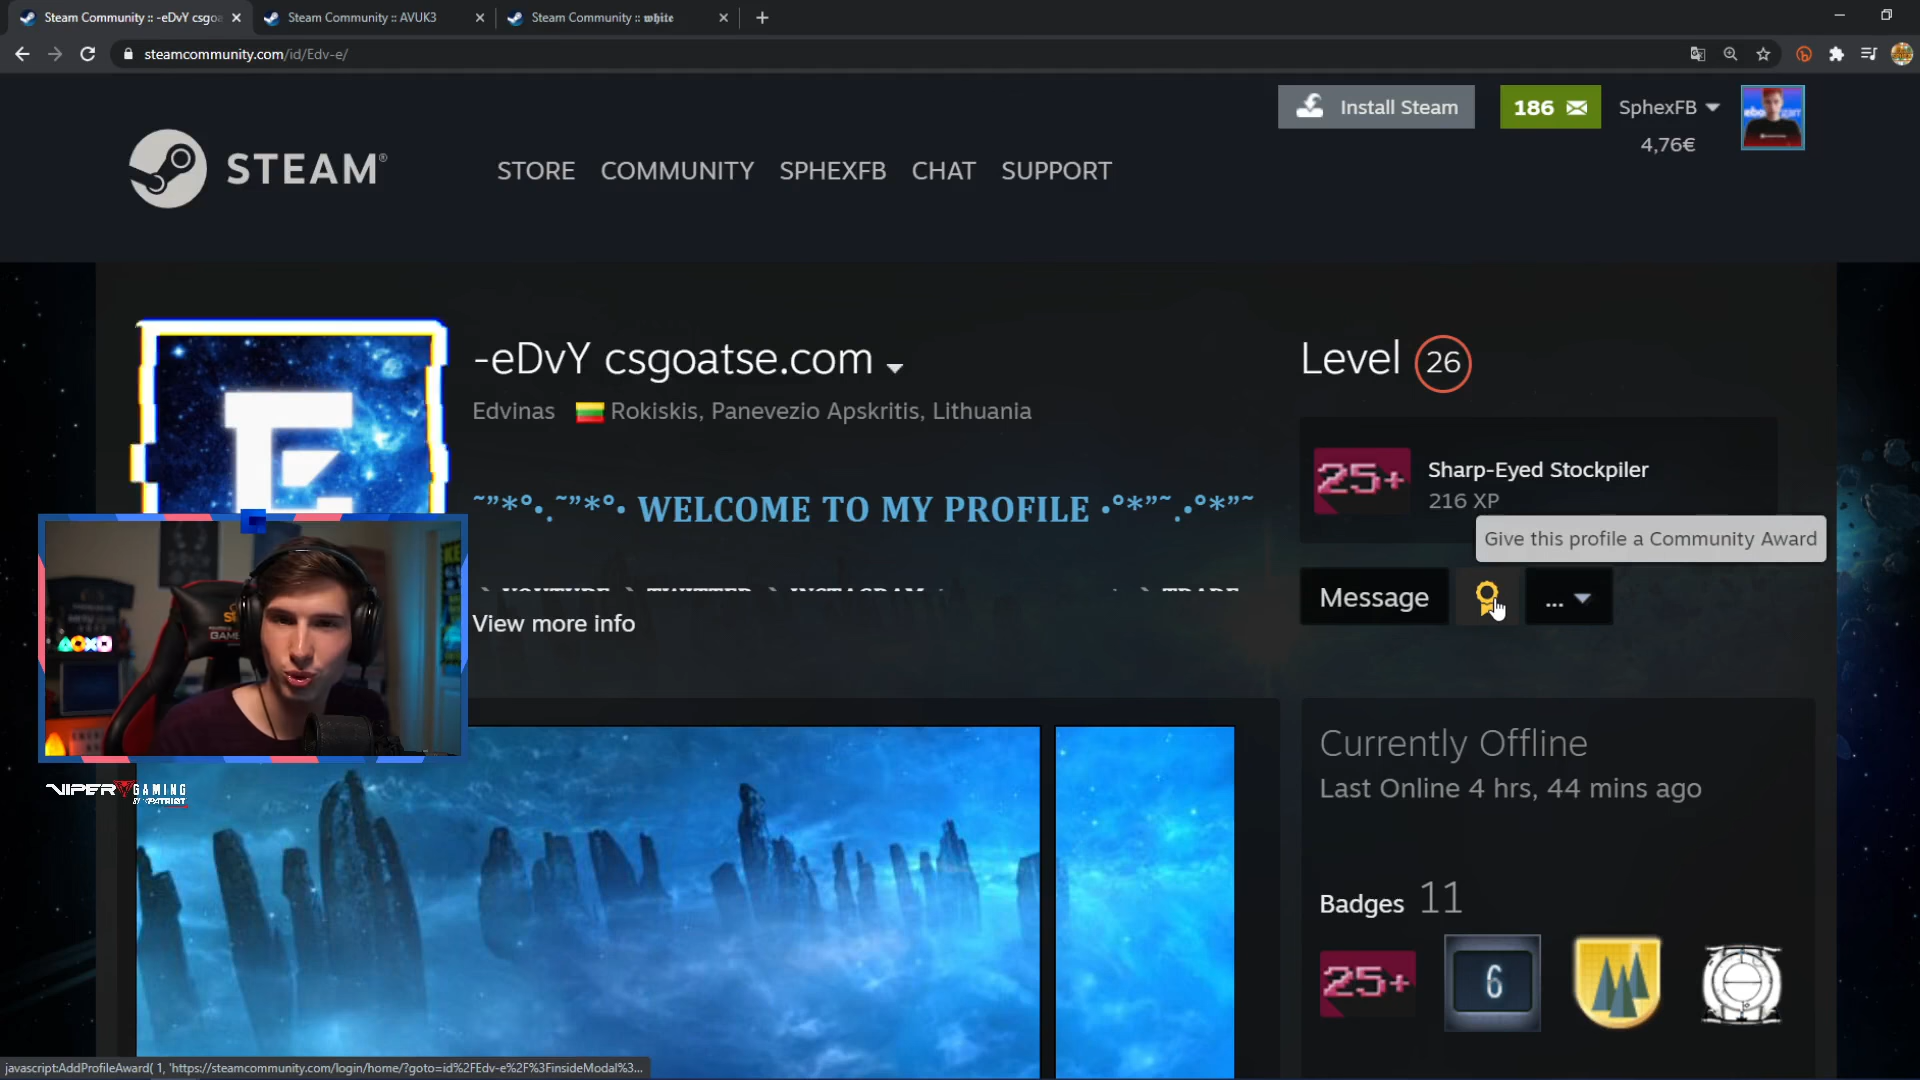 Steam Community :: -eDvY csgoa
Steam Community :: AVUK3
Steam Community :: white
steamcommunity.com/id/Edv-e/
Install Steam
186
SphexFB
4,76€
STEAM®
STORE
COMMUNITY
SPHEXFB
CHAT
SUPPORT
-eDvY csgoatse.com
Level 26
Edvinas
Rokiskis, Panevezio Apskritis, Lithuania
25+
Sharp-Eyed Stockpiler
216 XP
˜”*°•.˜”*°• WELCOME TO MY PROFILE •°*”˜.•°*”˜
Give this profile a Community Award
Message
...
View more info
Currently Offline
Last Online 4 hrs, 44 mins ago
VIPER GAMING
BY PATRIOT
Badges 11
25+
6
javascript:AddProfileAward( 1, 'https://steamcommunity.com/login/home/?goto=id%2FEdv-e%2F%3FinsideModal%3...